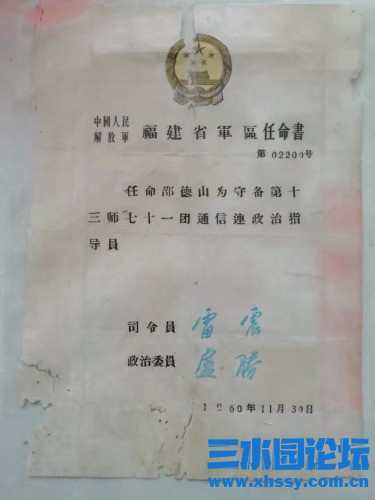 中國人民
解放軍
福建省軍區任命書
第02200号
任命邵德山为守备第十
三师七十一团通信連政治指
导員
司令員 雷震
政治委員 盧勝
1960年11月30日
三水园论坛
www.xhssy.com.cn